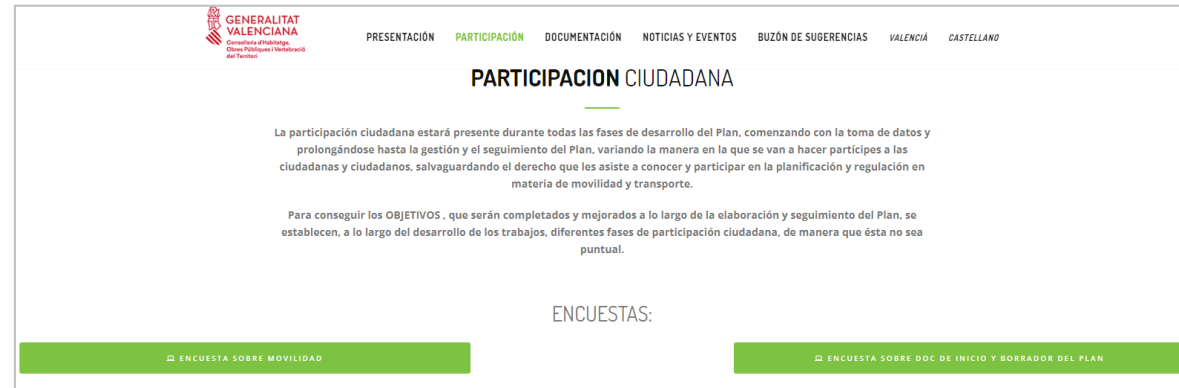 GENERALITAT
VALENCIANA
Conselleria d'Habitatge,
Obres Públiques i Vertebració
del Territori
PRESENTACIÓN PARTICIPACIÓN DOCUMENTACIÓN NOTICIAS Y EVENTOS BUZÓN DE SUGERENCIAS VALENCIÀ CASTELLANO
PARTICIPACION CIUDADANA
La participación ciudadana estará presente durante todas las fases de desarrollo del Plan, comenzando con la toma de datos y
prolongándose hasta la gestión y el seguimiento del Plan, variando la manera en la que se van a hacer partícipes a las
ciudadanas y ciudadanos, salvaguardando el derecho que les asiste a conocer y participar en la planificación y regulación en
materia de movilidad y transporte.
Para conseguir los OBJETIVOS , que serán completados y mejorados a lo largo de la elaboración y seguimiento del Plan, se
establecen, a lo largo del desarrollo de los trabajos, diferentes fases de participación ciudadana, de manera que ésta no sea
puntual.
ENCUESTAS:
ENCUESTA SOBRE MOVILIDAD
ENCUESTA SOBRE DOC DE INICIO Y BORRADOR DEL PLAN